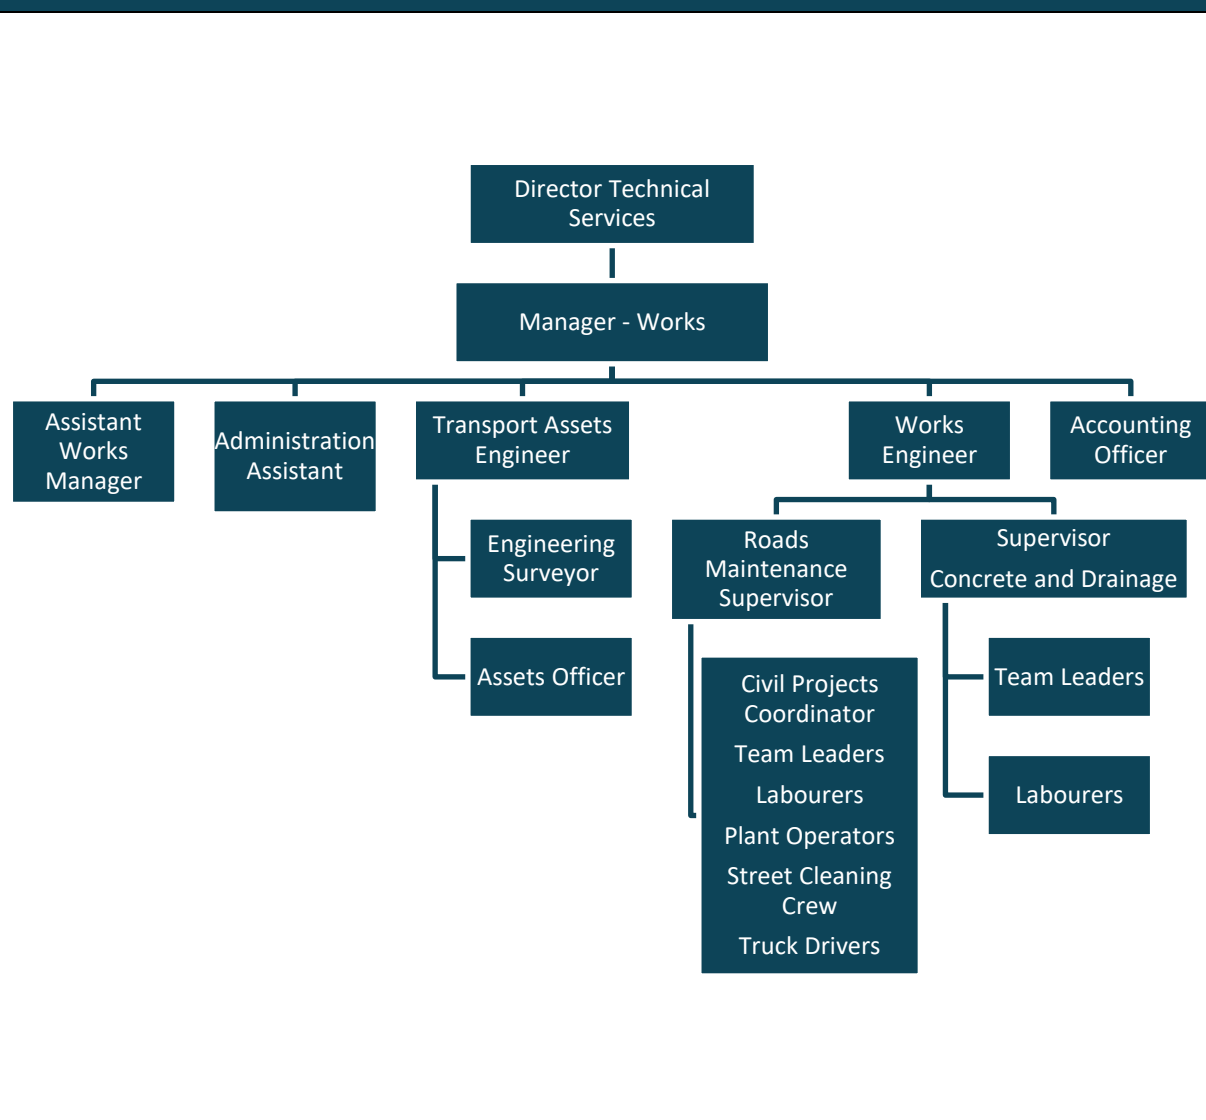 Director Technical
Services
Manager - Works
Assistant
Works
Manager
Administration
Assistant
Transport Assets
Engineer
Works
Engineer
Accounting
Officer
Engineering
Surveyor
Assets Officer
Roads
Maintenance
Supervisor
Supervisor
Concrete and Drainage
Civil Projects
Coordinator
Team Leaders
Labourers
Plant Operators
Street Cleaning
Crew
Truck Drivers
Team Leaders
Labourers